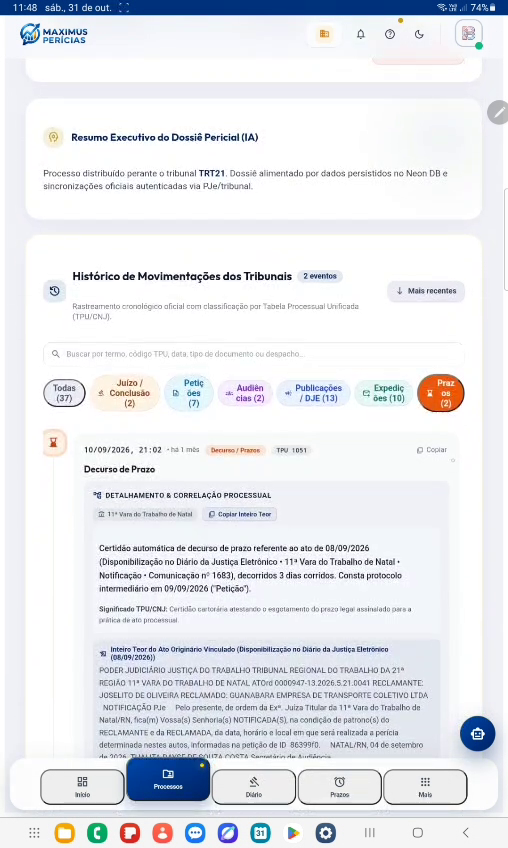 11:48 sáb., 31 de out. 74%
MAXIMUS
PERÍCIAS
Resumo Executivo do Dossiê Pericial (IA)
Processo distribuído perante o tribunal TRT21. Dossiê alimentado por dados persistidos no Neon DB e
sincronizações oficiais autenticadas via PJe/tribunal.
Histórico de Movimentações dos Tribunais 2 eventos
Mais recentes
Rastreamento cronológico oficial com classificação por Tabela Processual Unificada
(TPU/CNJ).
Buscar por termo, código TPU, data, tipo de documento ou despacho...
Todas
(37)
Juízo /
Conclusão
(2)
Petiç
ões
(7)
Audiên
cias (2)
Publicações
/ DJE (13)
Expediç
ões (10)
Praz
os
(2)
10/09/2026, 21:02 • há 1 mês Decurso / Prazos TPU 1051 Copiar
Decurso de Prazo
DETALHAMENTO & CORRELAÇÃO PROCESSUAL
11ª Vara do Trabalho de Natal Copiar Inteiro Teor
Certidão automática de decurso de prazo referente ao ato de 08/09/2026
(Disponibilização no Diário da Justiça Eletrônico • 11ª Vara do Trabalho de Natal •
Notificação • Comunicação nº 1683), decorridos 3 dias corridos. Consta protocolo
intermediário em 09/09/2026 ("Petição").
Significado TPU/CNJ: Certidão cartorária atestando o esgotamento do prazo legal assinalado para a
prática de ato processual.
Inteiro Teor do Ato Originário Vinculado (Disponibilização no Diário da Justiça Eletrônico
(08/09/2026))
PODER JUDICIÁRIO JUSTIÇA DO TRABALHO TRIBUNAL REGIONAL DO TRABALHO DA 21ª
REGIÃO 11ª VARA DO TRABALHO DE NATAL ATOrd 0000947-13.2026.5.21.0041 RECLAMANTE:
JOSELITO DE OLIVEIRA RECLAMADO: GUANABARA EMPRESA DE TRANSPORTE COLETIVO LTDA
NOTIFICAÇÃO PJe Pelo presente, de ordem da Exª. Juíza Titular da 11ª Vara do Trabalho de
Natal/RN, fica(m) Vossa(s) Senhoria(s) NOTIFICADA(S), na condição de patrono(s) do
RECLAMANTE e da RECLAMADA, da data, horário e local em que será realizada a perícia
determinada nestes autos, informadas na petição de ID 86399f0. NATAL/RN, 04 de setembro
de 2026. THALITA DAYSE DE SOUZA COSTA Secretário de Audiência
Início
Processos
Diário
Prazos
Mais
31